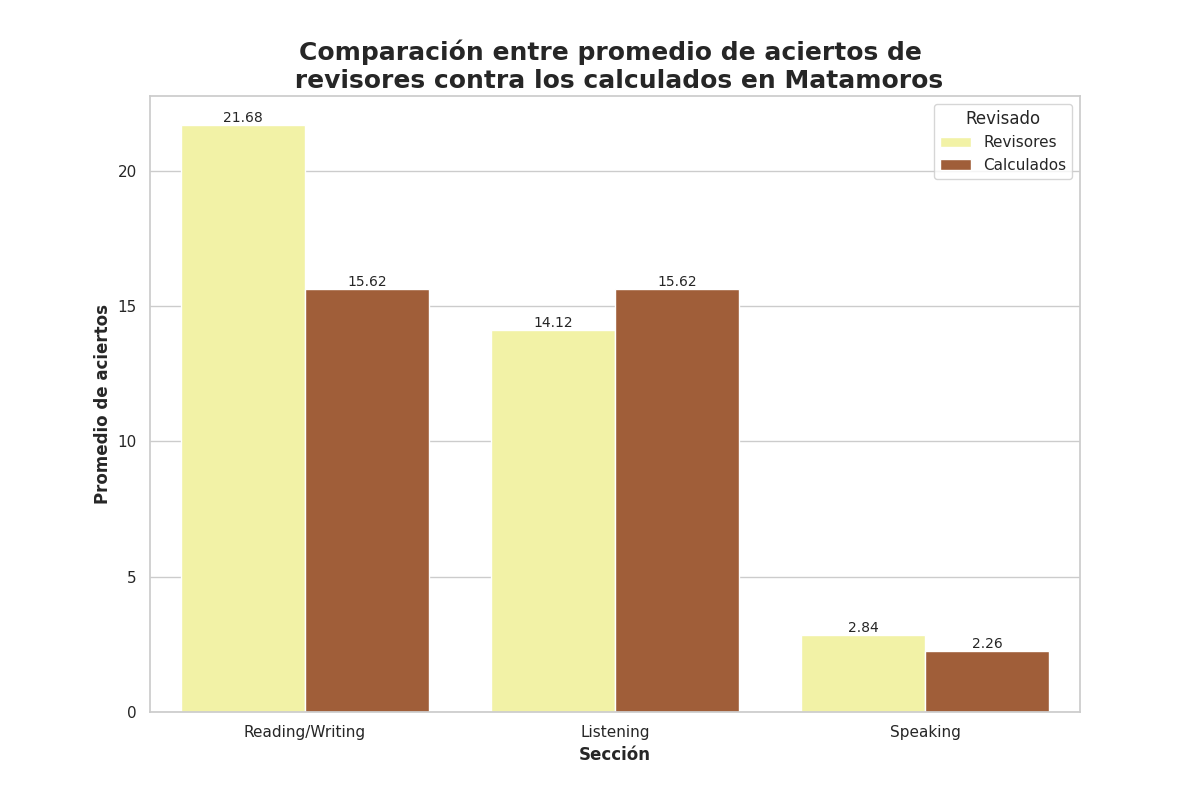 Comparación entre promedio de aciertos de
revisores contra los calculados en Matamoros
Revisado
Revisores
Calculados
Promedio de aciertos
20
15
10
5
0
21.68
15.62
14.12
15.62
2.84
2.26
Reading/Writing
Listening
Speaking
Sección